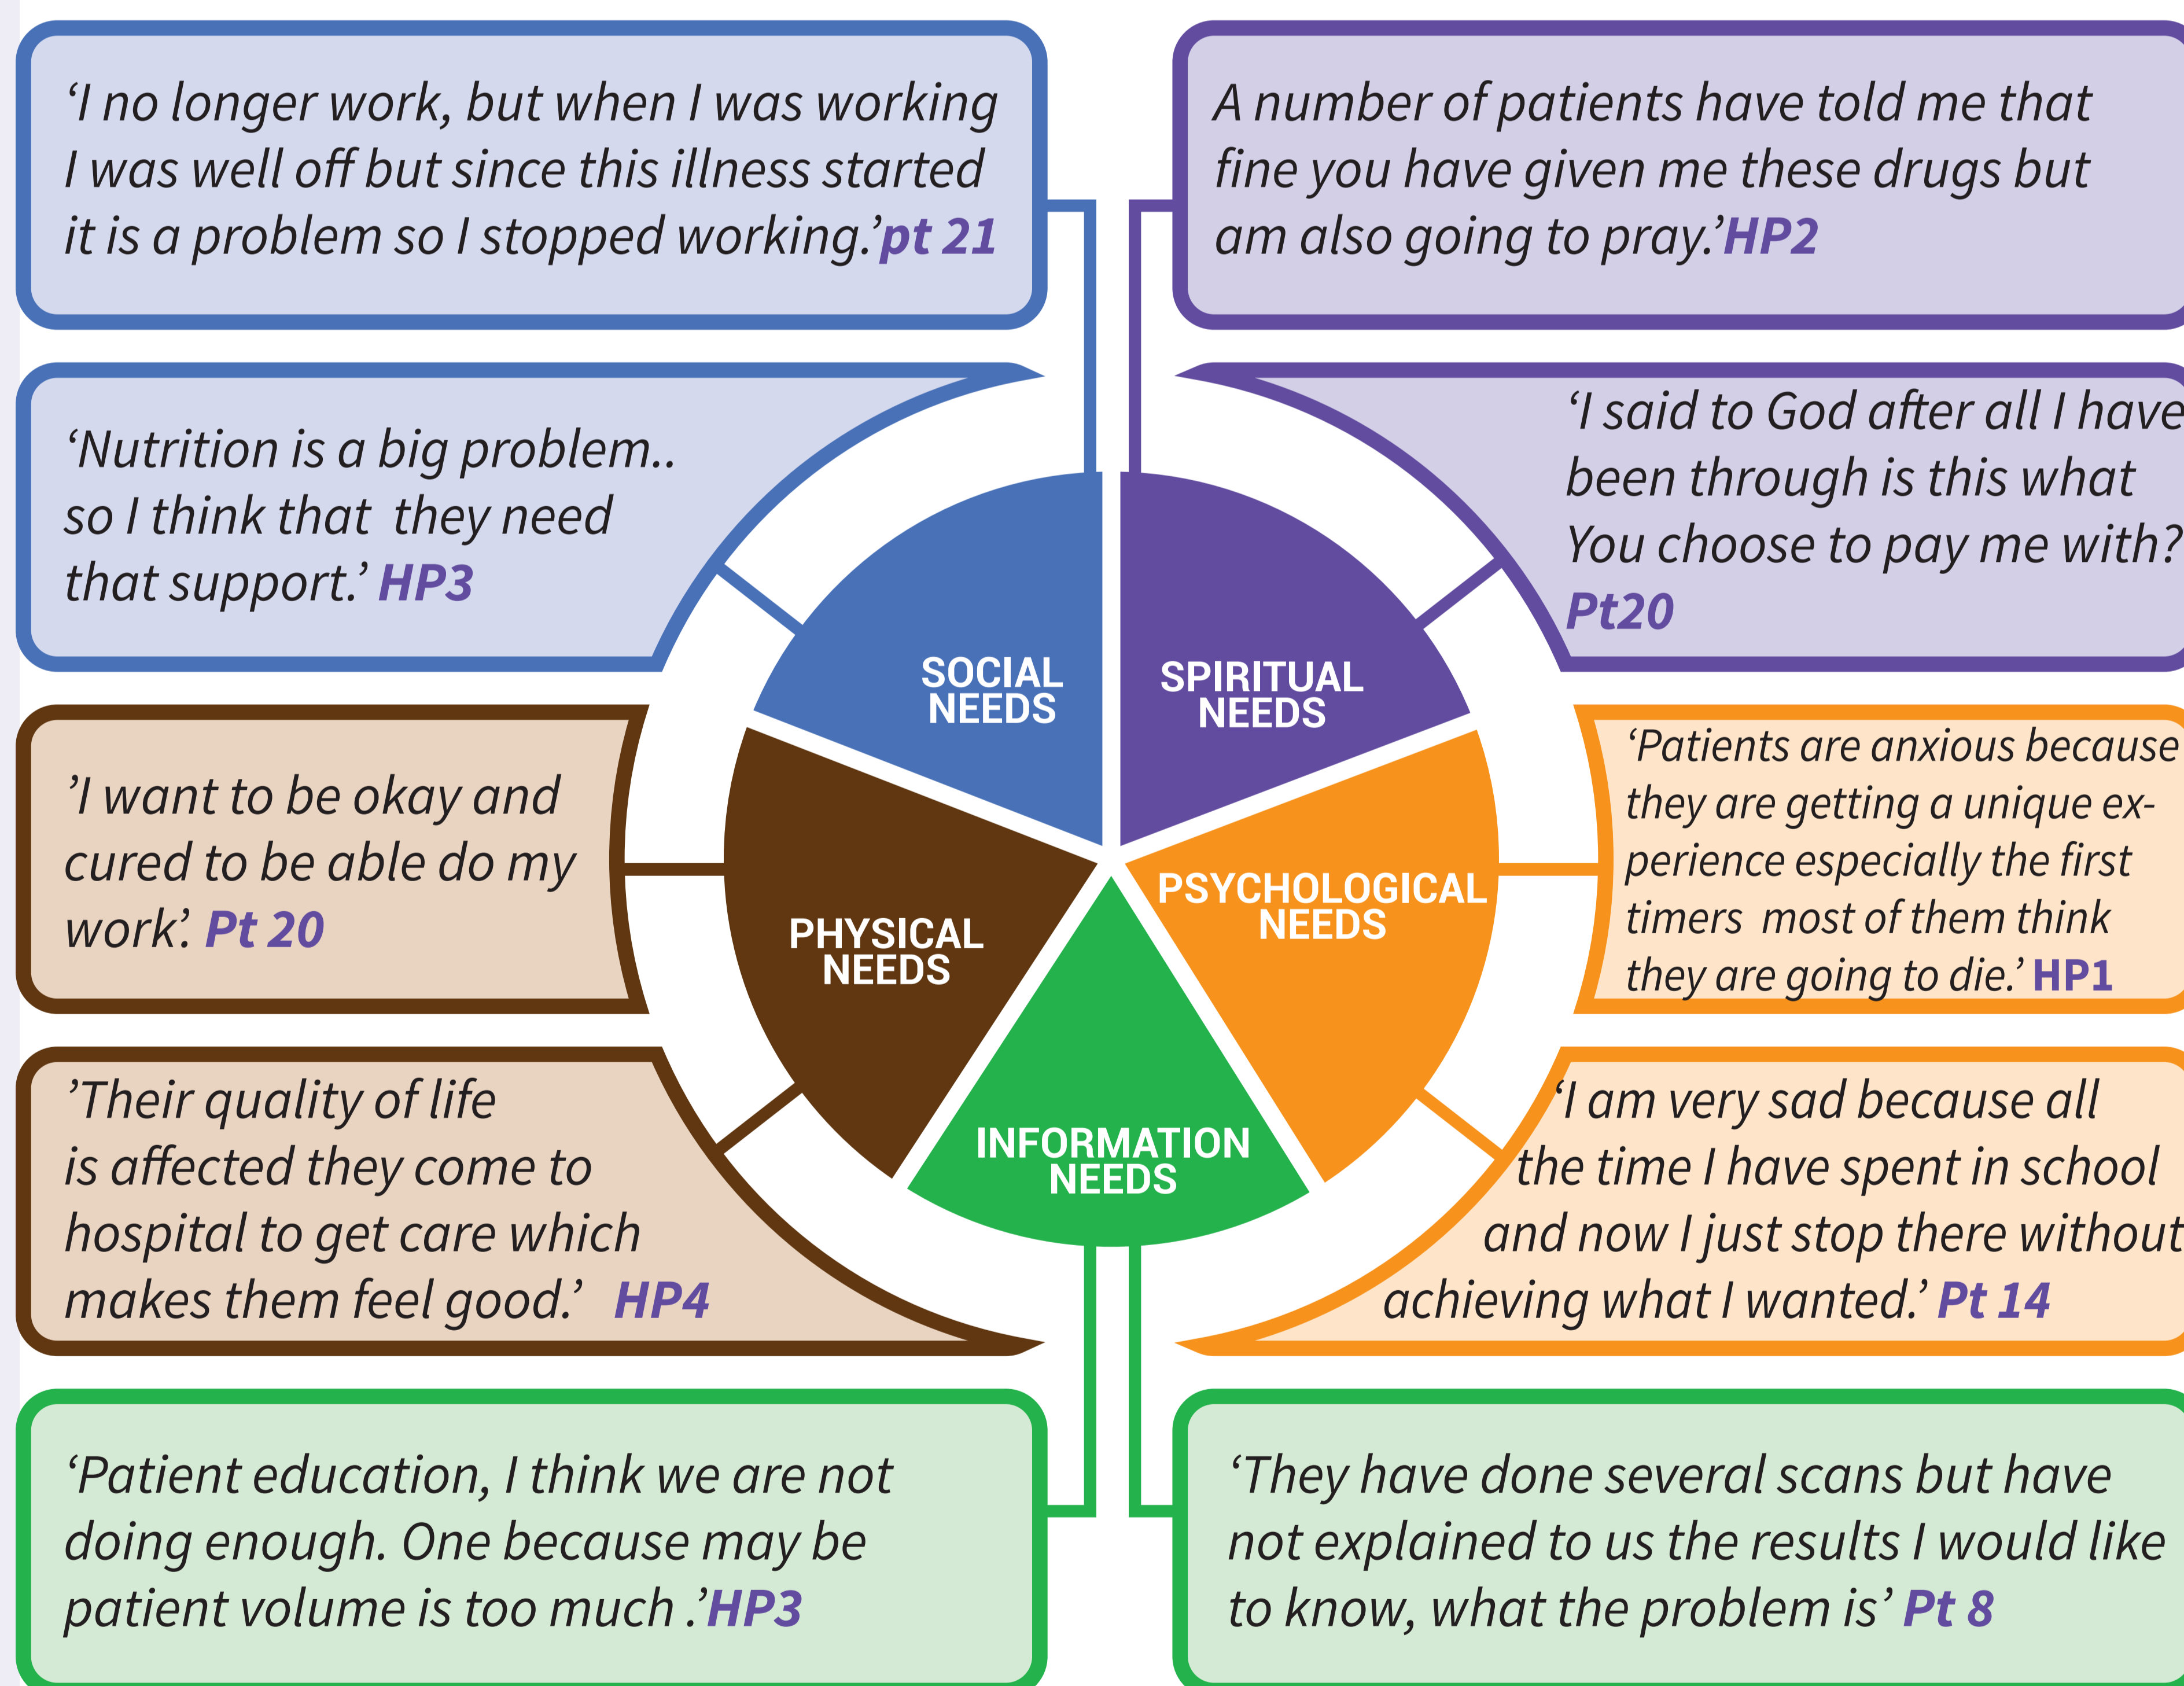 ‘I no longer work, but when I was working
I was well off but since this illness started
it is a problem so I stopped working.’pt 21
A number of patients have told me that
fine you have given me these drugs but
am also going to pray.’HP2
‘Nutrition is a big problem..
so I think that they need
that support.’ HP3
‘I said to God after all I have
been through is this what
You choose to pay me with?
Pt20
SOCIAL
NEEDS
SPIRITUAL
NEEDS
’I want to be okay and
cured to be able do my
work’. Pt 20
‘Patients are anxious because
they are getting a unique ex-
perience especially the first
timers most of them think
they are going to die.’ HP1
PHYSICAL
NEEDS
PSYCHOLOGICAL
NEEDS
INFORMATION
NEEDS
’Their quality of life
is affected they come to
hospital to get care which
makes them feel good.’ HP4
‘I am very sad because all
the time I have spent in school
and now I just stop there without
achieving what I wanted.’ Pt 14
‘Patient education, I think we are not
doing enough. One because may be
patient volume is too much .’HP3
‘They have done several scans but have
not explained to us the results I would like
to know, what the problem is’ Pt 8